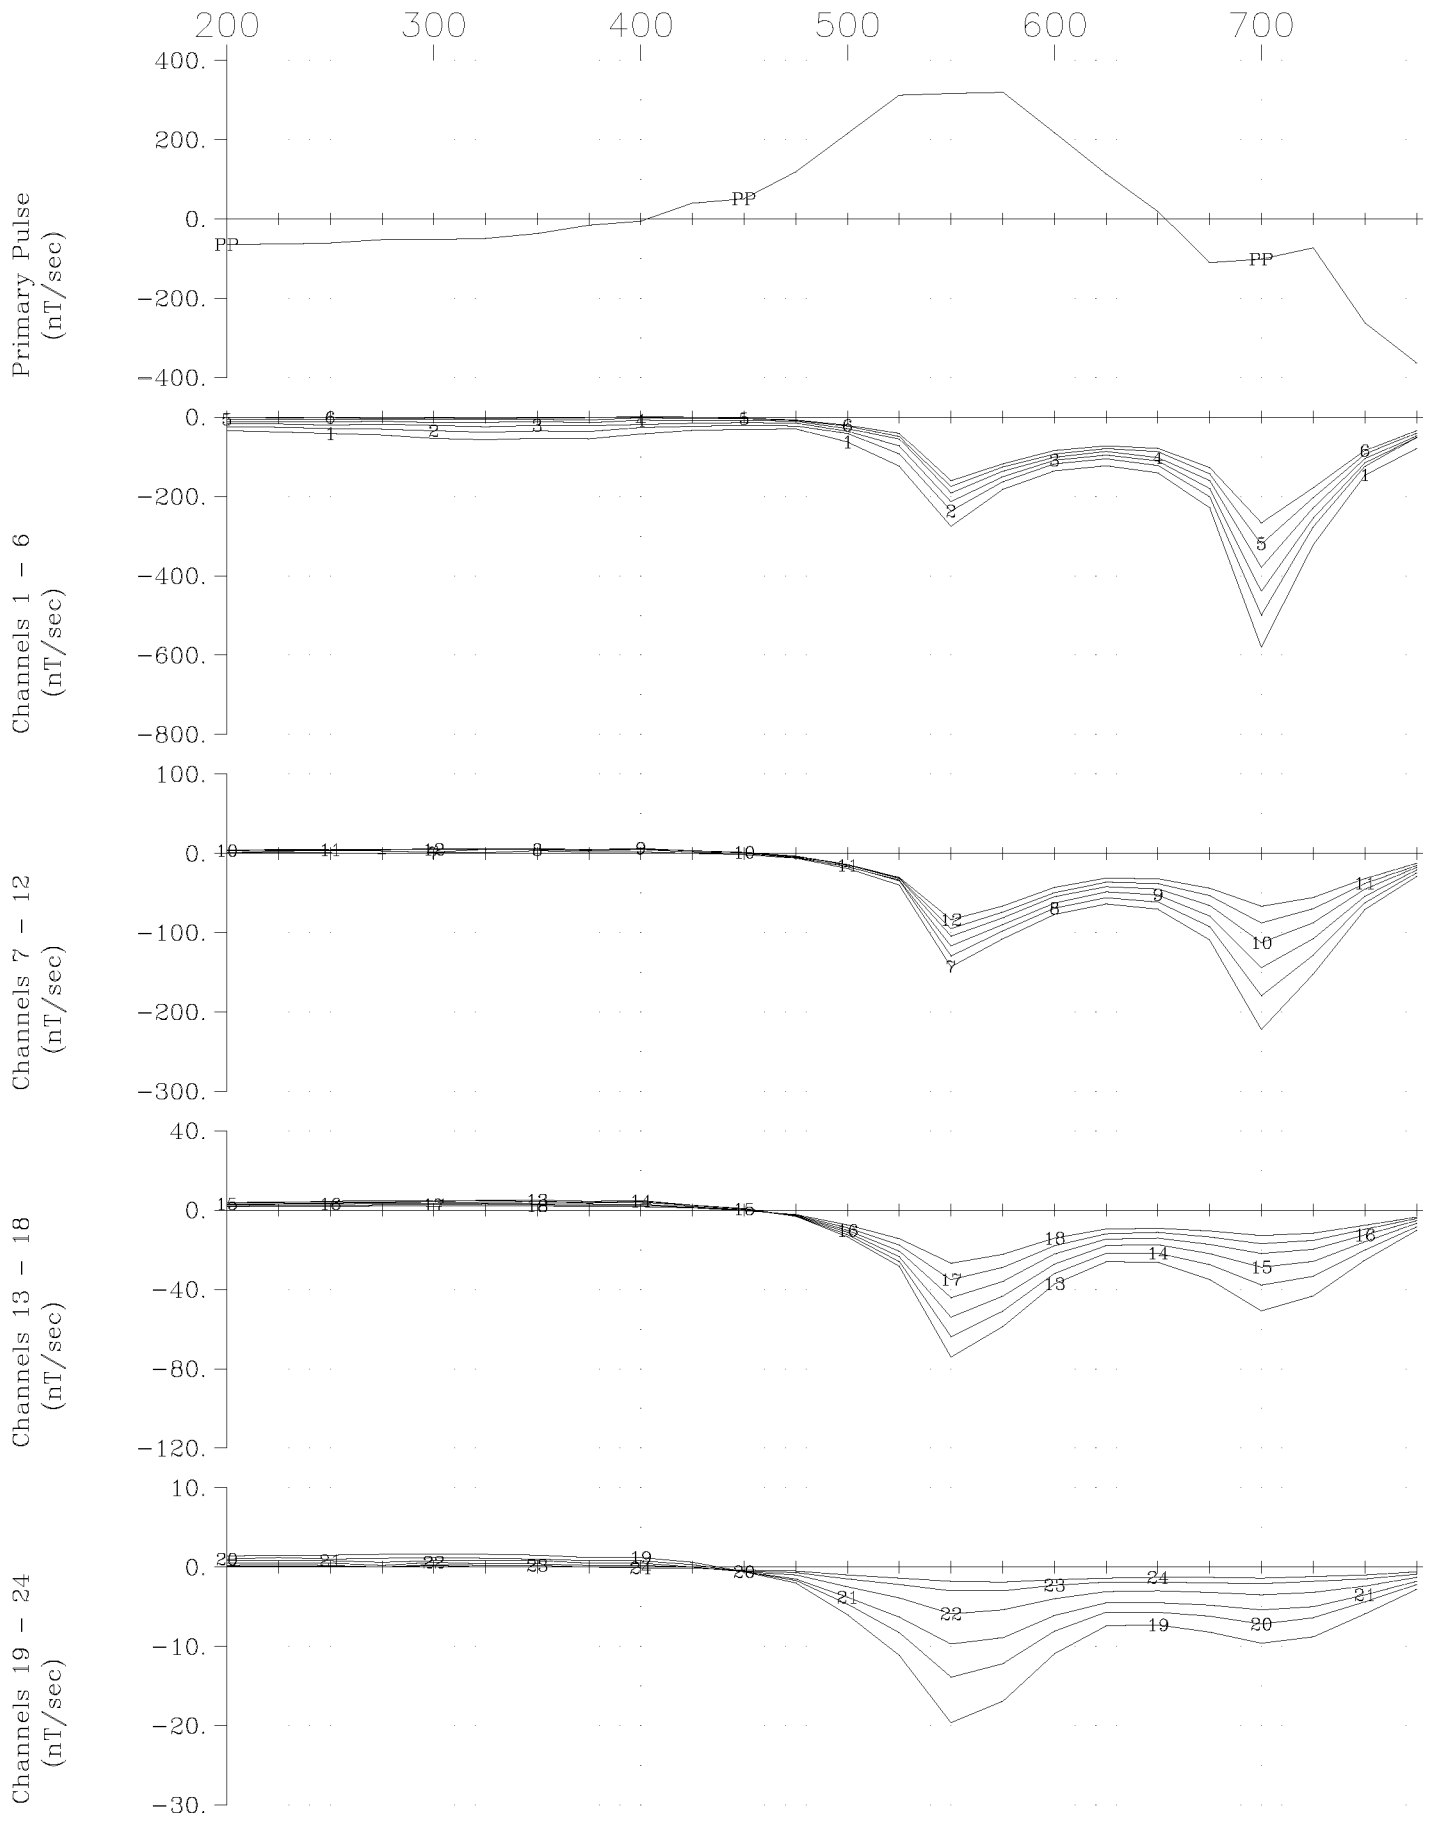 200 300 400 500 600 700
Primary Pulse
(nT/sec)
400.
200.
0.
-200.
-400.
PP PP PP
Channels 1 - 6
(nT/sec)
0.
-200.
-400.
-600.
-800.
5 6 1 2 3 4 5 6 1 2 3 4 5 6 1
Channels 7 - 12
(nT/sec)
100.
0.
-100.
-200.
-300.
10 11 12 8 9 10 11 12 7 8 9 10 11
Channels 13 - 18
(nT/sec)
40.
0.
-40.
-80.
-120.
15 16 17 13 18 14 15 16 17 18 13 14 15 16
Channels 19 - 24
(nT/sec)
10.
0.
-10.
-20.
-30.
20 21 22 23 19 24 20 21 22 23 24 19 20 21